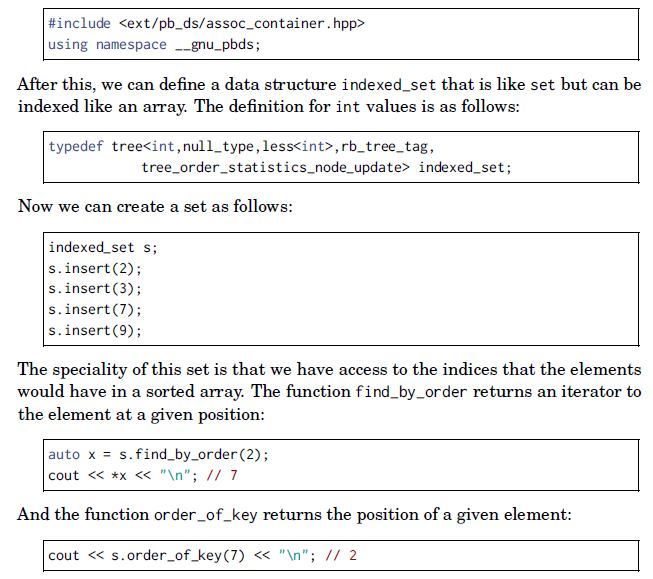 #include <ext/pb_ds/assoc_container.hpp>
using namespace __gnu_pbds;
After this, we can define a data structure indexed_set that is like set but can be
indexed like an array. The definition for int values is as follows:
typedef tree<int,null_type,less<int>,rb_tree_tag,
tree_order_statistics_node_update> indexed_set;
Now we can create a set as follows:
indexed_set s;
s.insert(2);
s.insert(3);
s.insert(7);
s.insert(9);
The speciality of this set is that we have access to the indices that the elements
would have in a sorted array. The function find_by_order returns an iterator to
the element at a given position:
auto x = s.find_by_order(2);
cout << *x << "\n"; // 7
And the function order_of_key returns the position of a given element:
cout << s.order_of_key(7) << "\n"; // 2